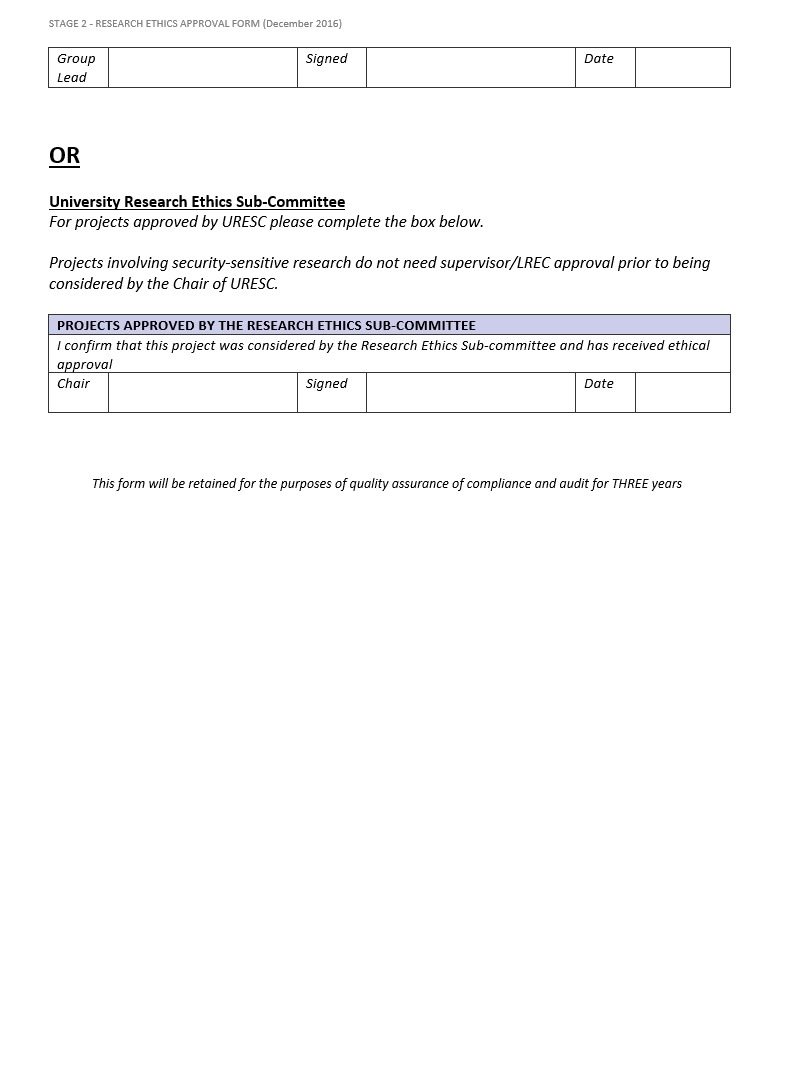 STAGE 2 - RESEARCH ETHICS APPROVAL FORM (December 2016)
Group Signed Date
Lead
OR
University Research Ethics Sub-Committee
For projects approved by URESC please complete the box below.
Projects involving security-sensitive research do not need supervisor/LREC approval prior to being
considered by the Chair of URESC.
PROJECTS APPROVED BY THE RESEARCH ETHICS SUB-COMMITTEE
I confirm that this project was considered by the Research Ethics Sub-committee and has received ethical
approval
Chair Signed Date
This form will be retained for the purposes of quality assurance of compliance and audit for THREE years